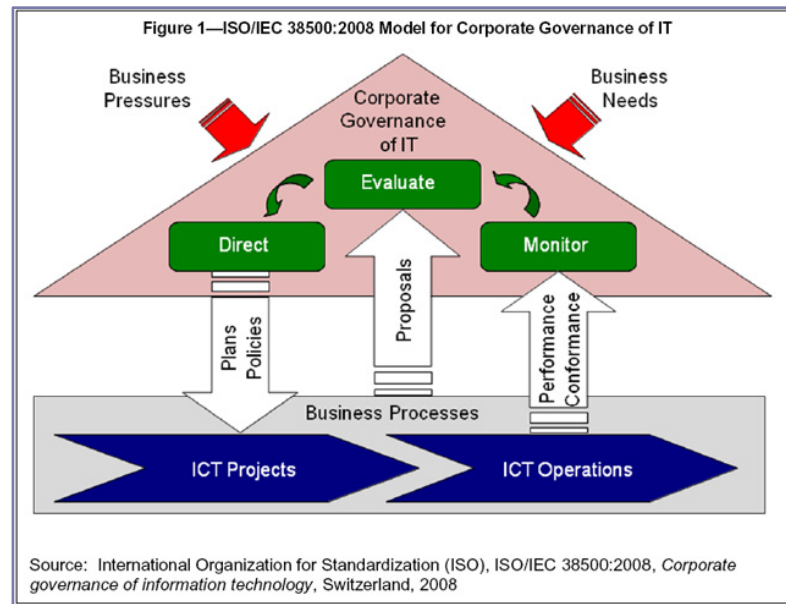 Figure 1—ISO/IEC 38500:2008 Model for Corporate Governance of IT
Business
Pressures
Business
Needs
Corporate
Governance
of IT
Evaluate
Direct
Monitor
Plans
Policies
Proposals
Performance
Conformance
Business Processes
ICT Projects
ICT Operations
Source: International Organization for Standardization (ISO), ISO/IEC 38500:2008, Corporate
governance of information technology, Switzerland, 2008